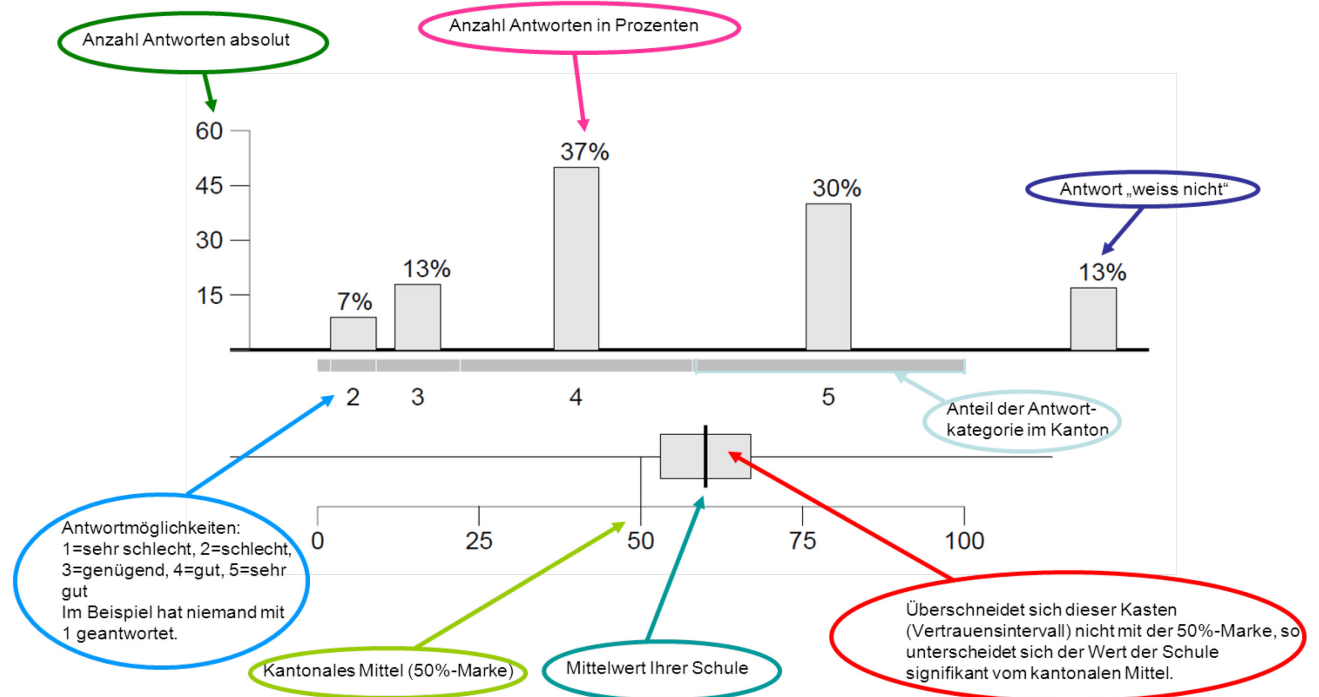 Anzahl Antworten absolut
Anzahl Antworten in Prozenten
60
45
30
15
7%
13%
37%
30%
13%
Antwort „weiss nicht“
2
3
4
5
Anteil der Antwort-
kategorie im Kanton
0
25
50
75
100
Antwortmöglichkeiten:
1=sehr schlecht, 2=schlecht,
3=genügend, 4=gut, 5=sehr
gut
Im Beispiel hat niemand mit
1 geantwortet.
Kantonales Mittel (50%-Marke)
Mittelwert Ihrer Schule
Überschneidet sich dieser Kasten
(Vertrauensintervall) nicht mit der 50%-Marke, so
unterscheidet sich der Wert der Schule
signifikant vom kantonalen Mittel.